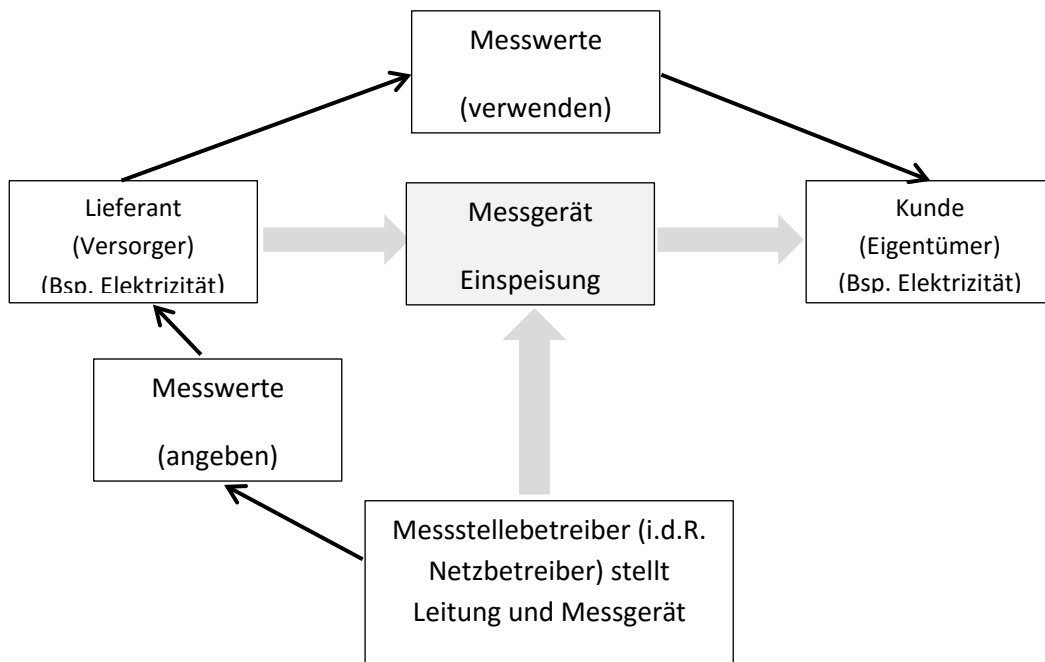 Messwerte
(verwenden)
Lieferant
(Versorger)
(Bsp. Elektrizität)
Messgerät
Einspeisung
Kunde
(Eigentümer)
(Bsp. Elektrizität)
Messwerte
(angeben)
Messstellebetreiber (i.d.R.
Netzbetreiber) stellt
Leitung und Messgerät